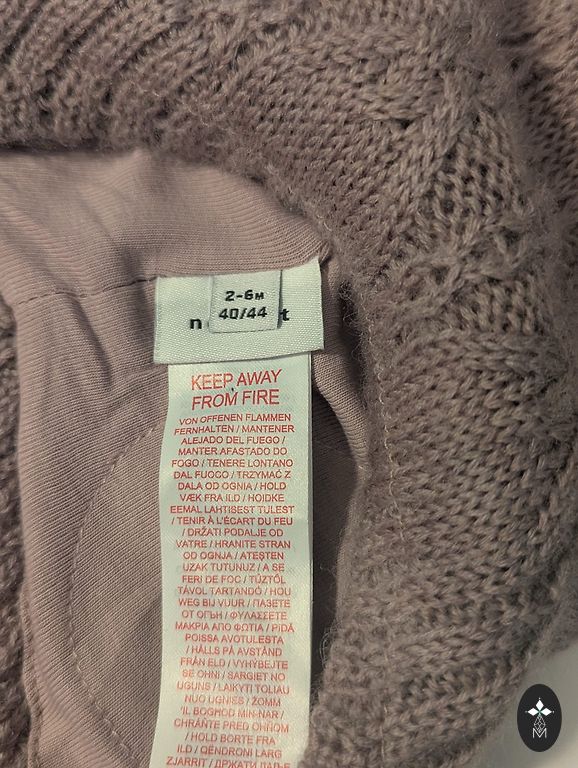 2-6M
40/44
KEEP AWAY
FROM FIRE
VON OFFENEN FLAMMEN
FERNHALTEN / MANTENER
ALEJADO DEL FUEGO /
MANTER AFASTADO DO
FOGO / TENERE LONTANO
DAL FUOCO / TRZYMAĆ Z
DALA OD OGNIA / HOLD
VÆK FRA ILD / HOIDKE
EEMAL LAHTISEST TULEST
/ TENIR À L'ÉCART DU FEU
/ DRŽATI PODALJE OD
VATRE / HRANITE STRAN
OD OGNJA / ATEŞTEN
UZAK TUTUNUZ / A SE
FERI DE FOC / TŰZTŐL
TÁVOL TARTANDÓ / HOU
WEG BIJ VUUR / ПАЗЕТЕ
ОТ ОГЪН / ΦΥΛΑΣΣΕΤΕ
ΜΑΚΡΙΑ ΑΠΟ ΦΩΤΙΑ / PIDÄ
POISSA AVOTULESTA
/ HÅLLS PÅ AVSTÅND
FRÅN ELD / VYHÝBEJTE
SE OHNI / SARGIET NO
UGUNS / LAIKYTI TOLIAU
NUO UGNIES / ŻOMM
'IL BOGĦOD MIN-NAR /
CHRÁŇTE PRED OHŇOM
/ HOLD BORTE FRA
ILD / QËNDRONI LARG
ZJARRIT / ДРЖАТИ ДАЉЕ
M